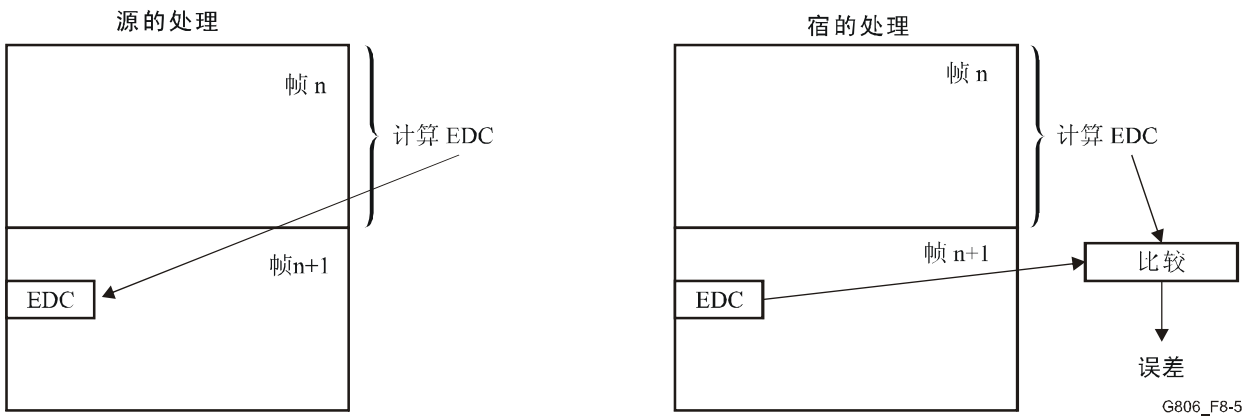 源的处理
帧 n
计算 EDC
帧n+1
EDC
宿的处理
帧 n
计算 EDC
帧 n+1
比较
EDC
误差
G806_F8-5